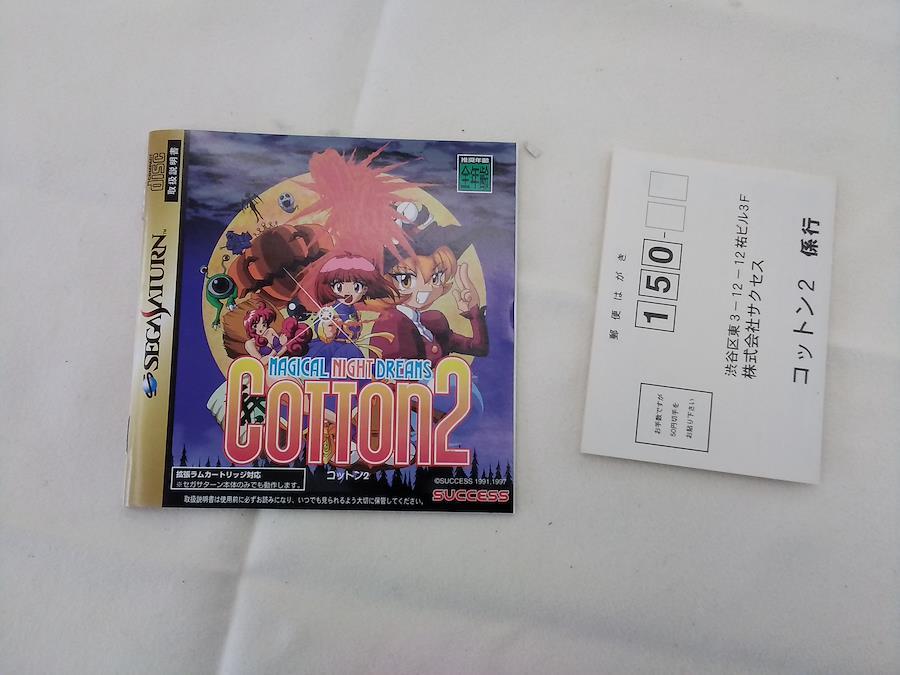 COMPACT
disc
取扱説明書
SEGA SATURN™
推奨年齢
全年齢
MAGICAL NIGHT DREAMS
COTTON2
コットン2
拡張ラムカートリッジ対応
※セガサターン本体のみでも動作します。
©SUCCESS 1991,1997
SUCCESS
取扱説明書は使用前に必ずお読みになり、いつでも見られるよう大切に保管してください。
郵便はがき
150-
お手数ですが
50円切手を
お貼り下さい
渋谷区東3-12-12祐ビル3F
株式会社サクセス
コットン2 係行